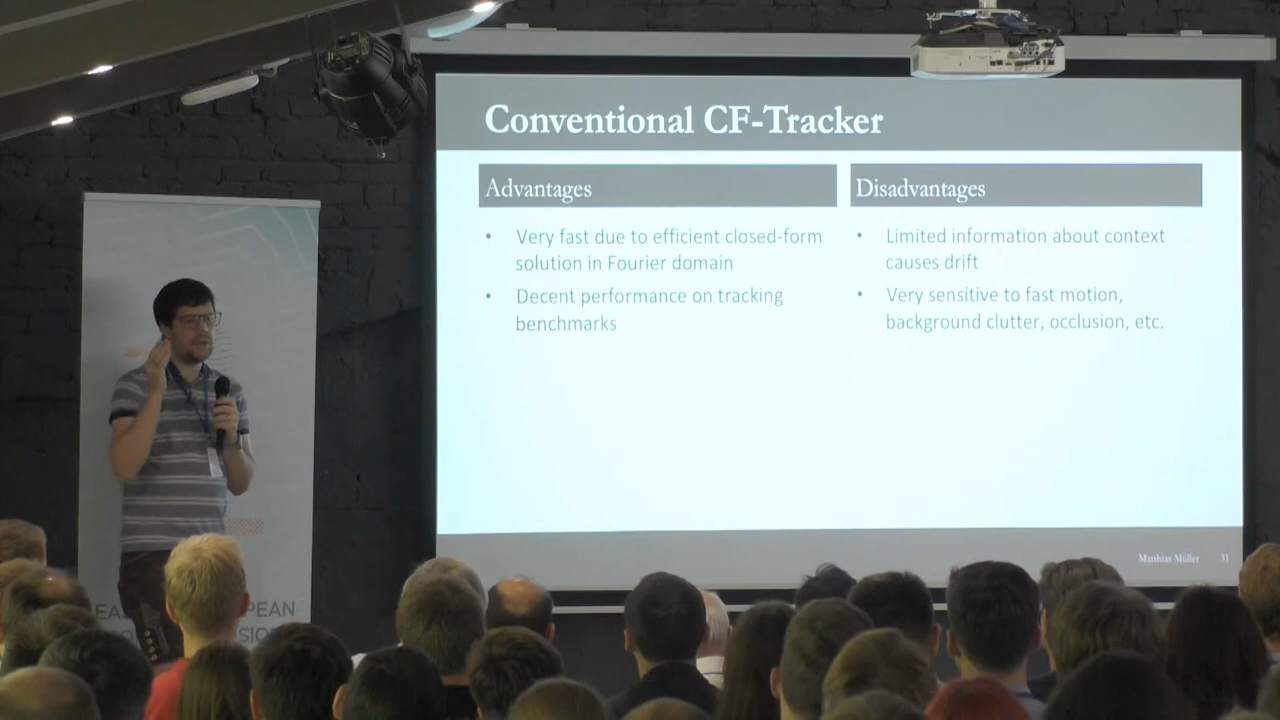 Conventional CF-Tracker
Advantages
Disadvantages
• Very fast due to efficient closed-form
solution in Fourier domain
• Decent performance on tracking
benchmarks
• Limited information about context
causes drift
• Very sensitive to fast motion,
background clutter, occlusion, etc.
Matthias Müller 31
PEAN